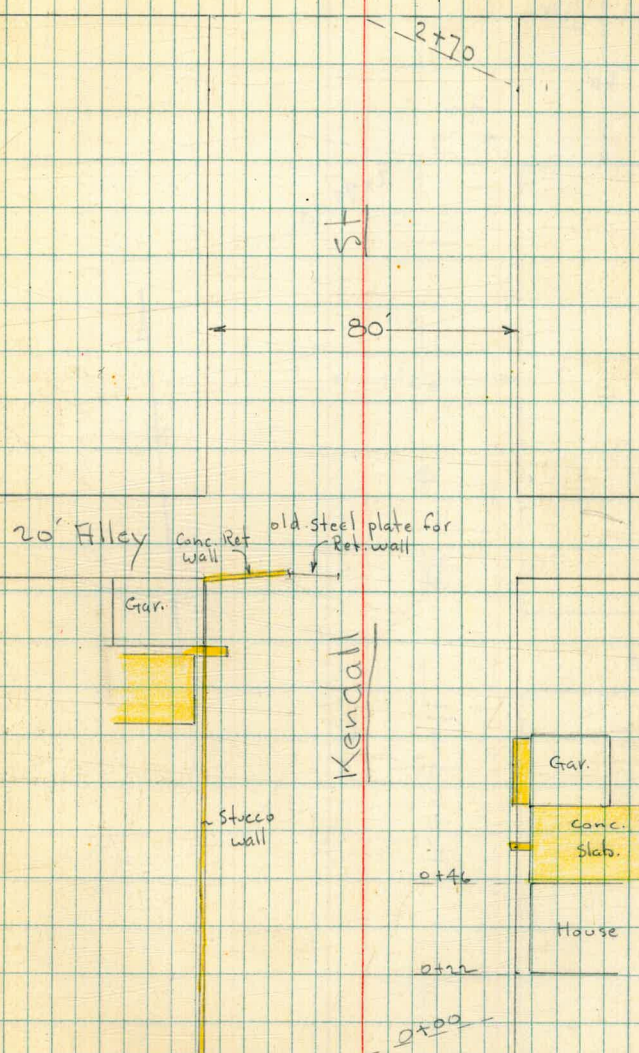 2+70
St
80'
20' Alley
Conc. Ret
wall
old steel plate for
Ret. wall
Gar.
Kendall
Gar.
Stucco
wall
Conc.
Slab.
0+46
House
0+22
0+00